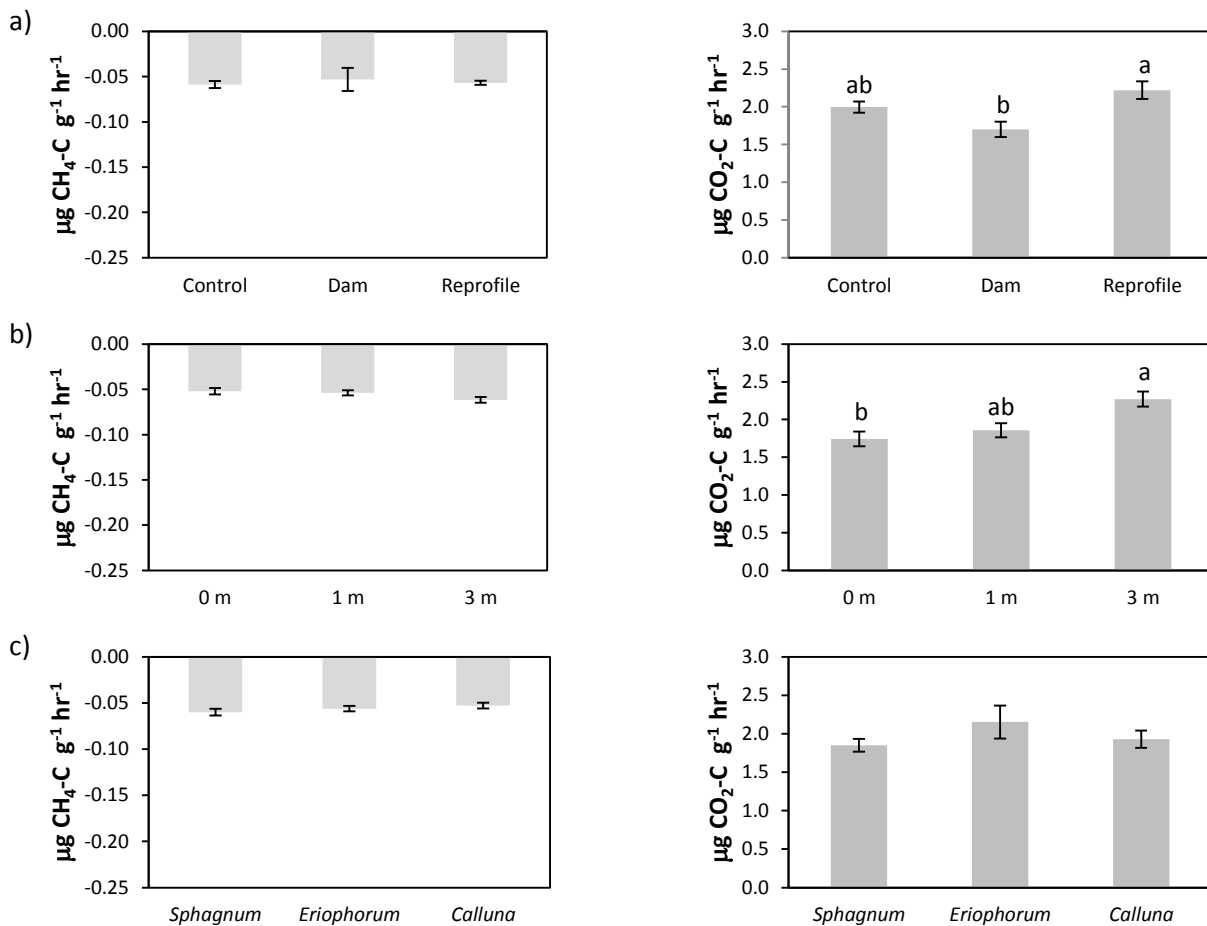 a)
µg CH₄-C g⁻¹ hr⁻¹
0.00
-0.05
-0.10
-0.15
-0.20
-0.25
Control Dam Reprofile
µg CO₂-C g⁻¹ hr⁻¹
3.0
2.5
2.0
1.5
1.0
0.5
0.0
ab b a
Control Dam Reprofile
b)
µg CH₄-C g⁻¹ hr⁻¹
0.00
-0.05
-0.10
-0.15
-0.20
-0.25
0 m 1 m 3 m
µg CO₂-C g⁻¹ hr⁻¹
3.0
2.5
2.0
1.5
1.0
0.5
0.0
b ab a
0 m 1 m 3 m
c)
µg CH₄-C g⁻¹ hr⁻¹
0.00
-0.05
-0.10
-0.15
-0.20
-0.25
Sphagnum Eriophorum Calluna
µg CO₂-C g⁻¹ hr⁻¹
3.0
2.5
2.0
1.5
1.0
0.5
0.0
Sphagnum Eriophorum Calluna